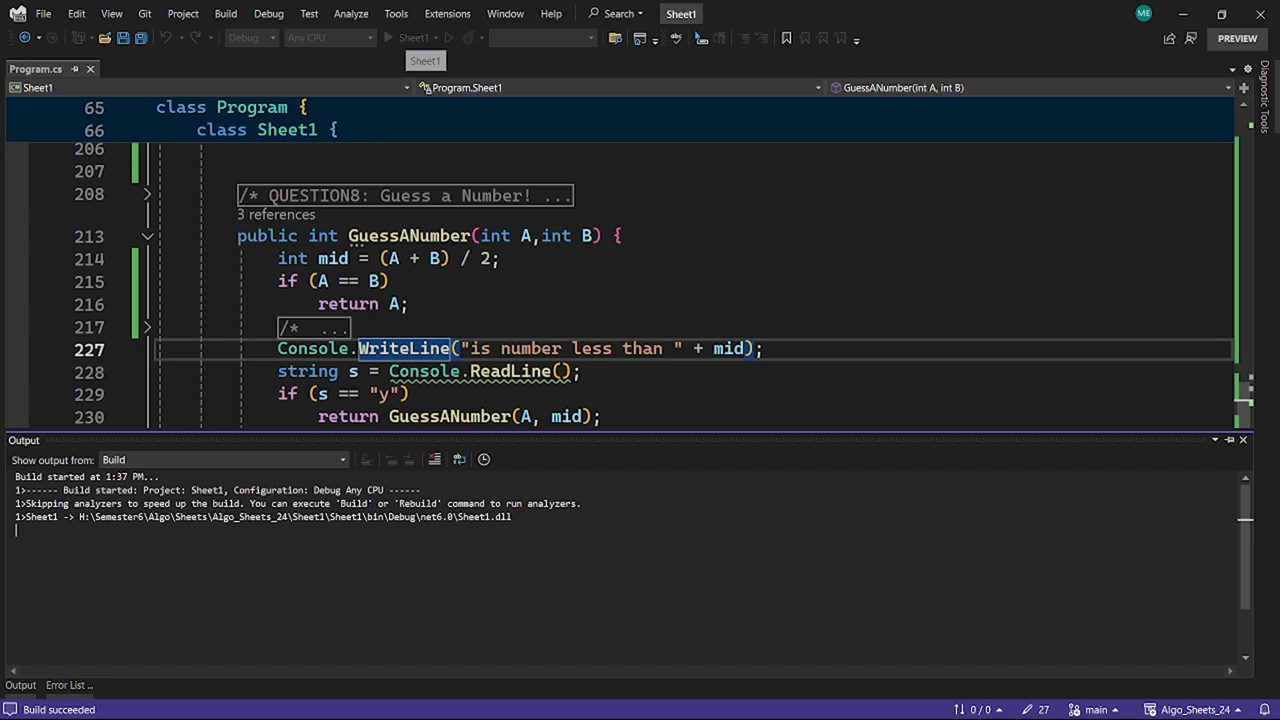 File Edit View Git Project Build Debug Test Analyze Tools Extensions Window Help Search Sheet1 ME
Debug Any CPU Sheet1 PREVIEW
Sheet1
Program.cs
Sheet1 Program.Sheet1 GuessANumber(int A, int B)
Diagnostic Tools
65 class Program {
66 class Sheet1 {
206
207
208 /* QUESTION8: Guess a Number! ...
3 references
213 public int GuessANumber(int A,int B) {
214 int mid = (A + B) / 2;
215 if (A == B)
216 return A;
217 /* ...
227 Console.WriteLine("is number less than " + mid);
228 string s = Console.ReadLine();
229 if (s == "y")
230 return GuessANumber(A, mid);
Output
Show output from: Build
Build started at 1:37 PM...
1>------ Build started: Project: Sheet1, Configuration: Debug Any CPU ------
1>Skipping analyzers to speed up the build. You can execute 'Build' or 'Rebuild' command to run analyzers.
1>Sheet1 -> H:\Semester6\Algo\Sheets\Algo_Sheets_24\Sheet1\Sheet1\bin\Debug\net6.0\Sheet1.dll
Output Error List ...
Build succeeded 0 / 0 27 main Algo_Sheets_24